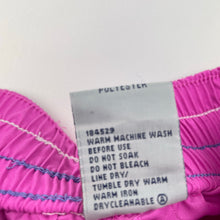 POLYESTER
184529
WARM MACHINE WASH
BEFORE USE
DO NOT SOAK
DO NOT BLEACH
LINE DRY/
TUMBLE DRY WARM
WARM IRON
DRYCLEANABLE Ⓐ